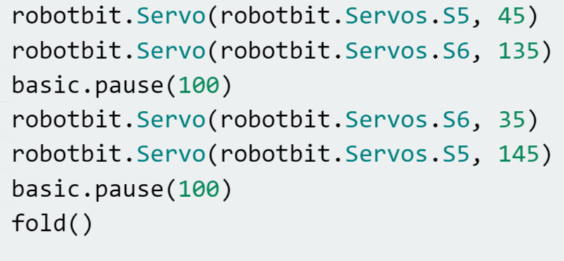 robotbit.Servo(robotbit.Servos.S5, 45)
robotbit.Servo(robotbit.Servos.S6, 135)
basic.pause(100)
robotbit.Servo(robotbit.Servos.S6, 35)
robotbit.Servo(robotbit.Servos.S5, 145)
basic.pause(100)
fold()